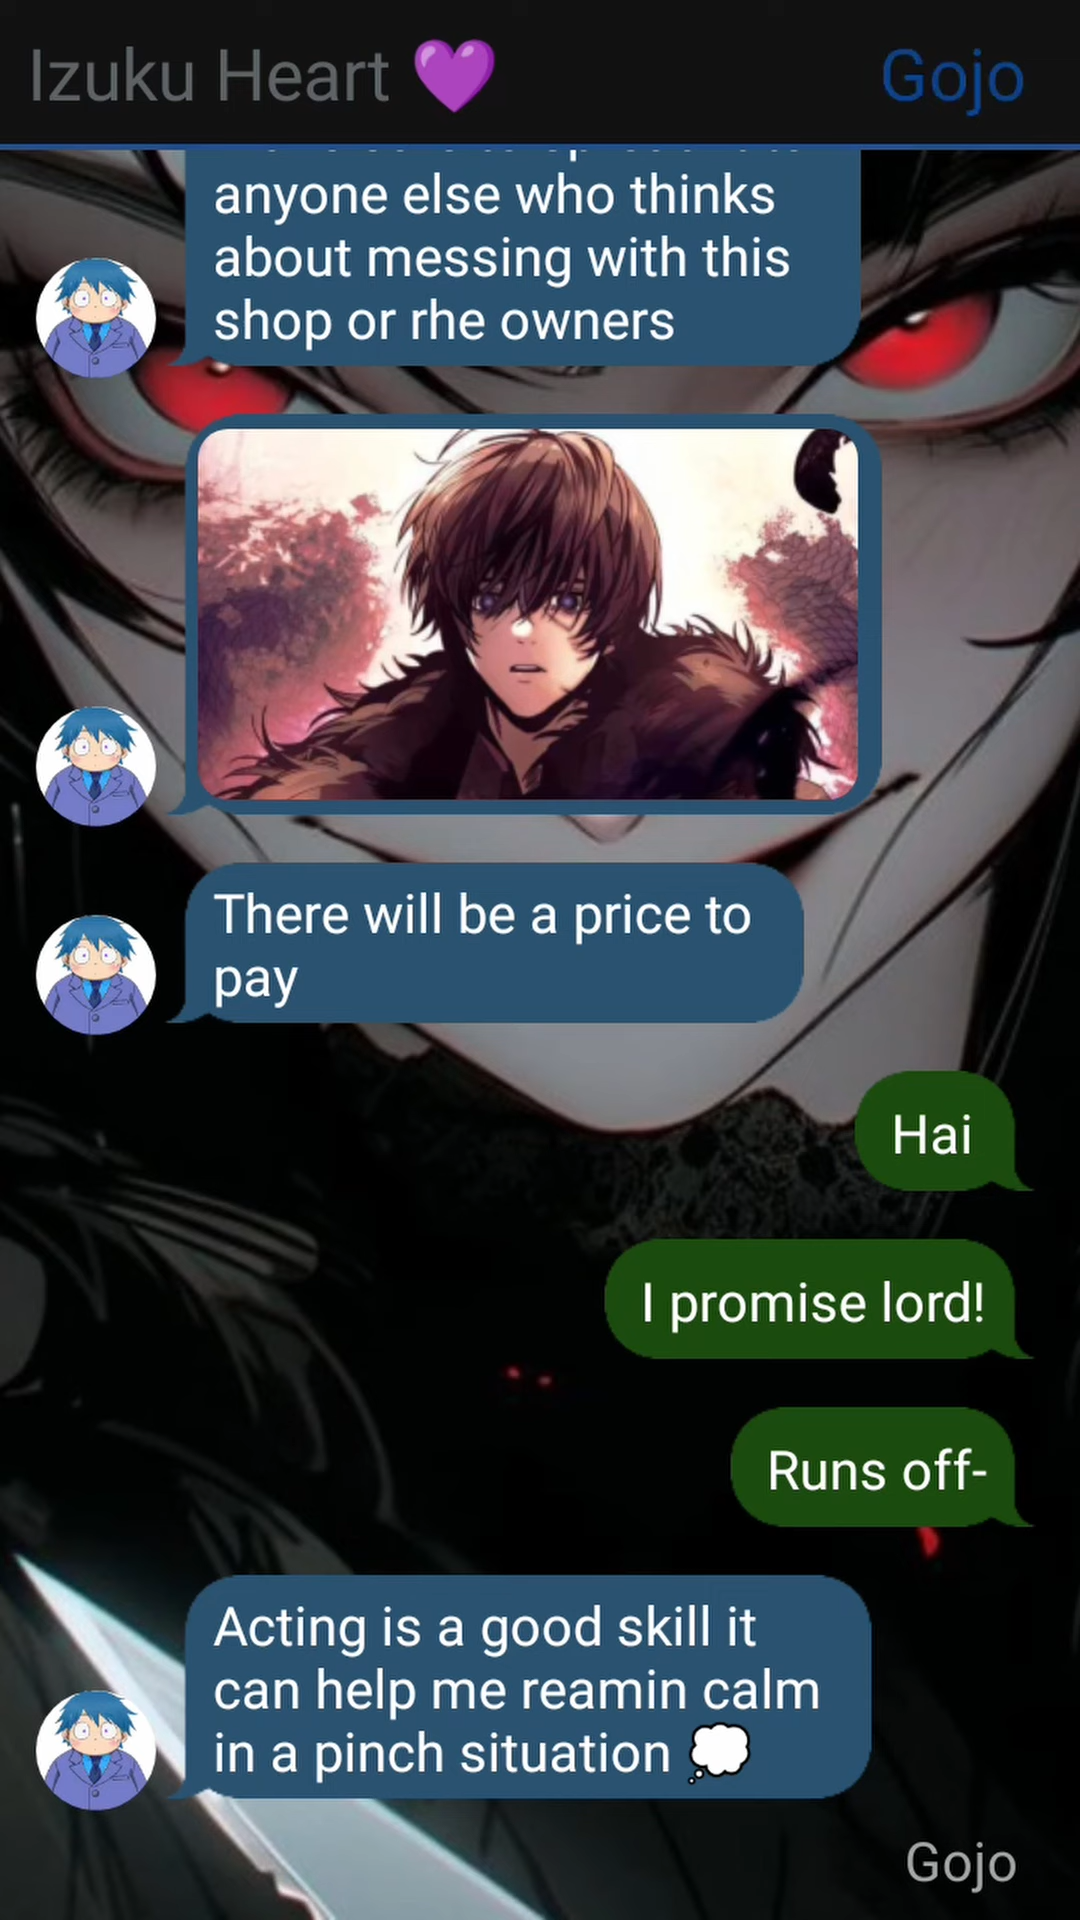 Izuku Heart 💜
Gojo
anyone else who thinks
about messing with this
shop or rhe owners
There will be a price to
pay
Hai
I promise lord!
Runs off-
Acting is a good skill it
can help me reamin calm
in a pinch situation 💭
Gojo